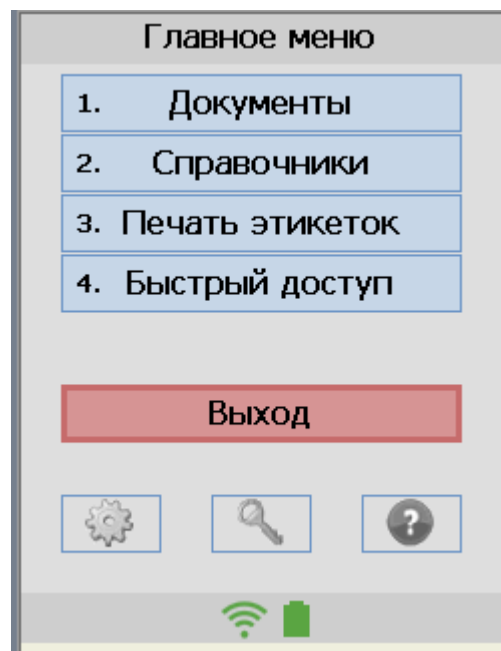 Главное меню
1. Документы
2. Справочники
3. Печать этикеток
4. Быстрый доступ
Выход
?